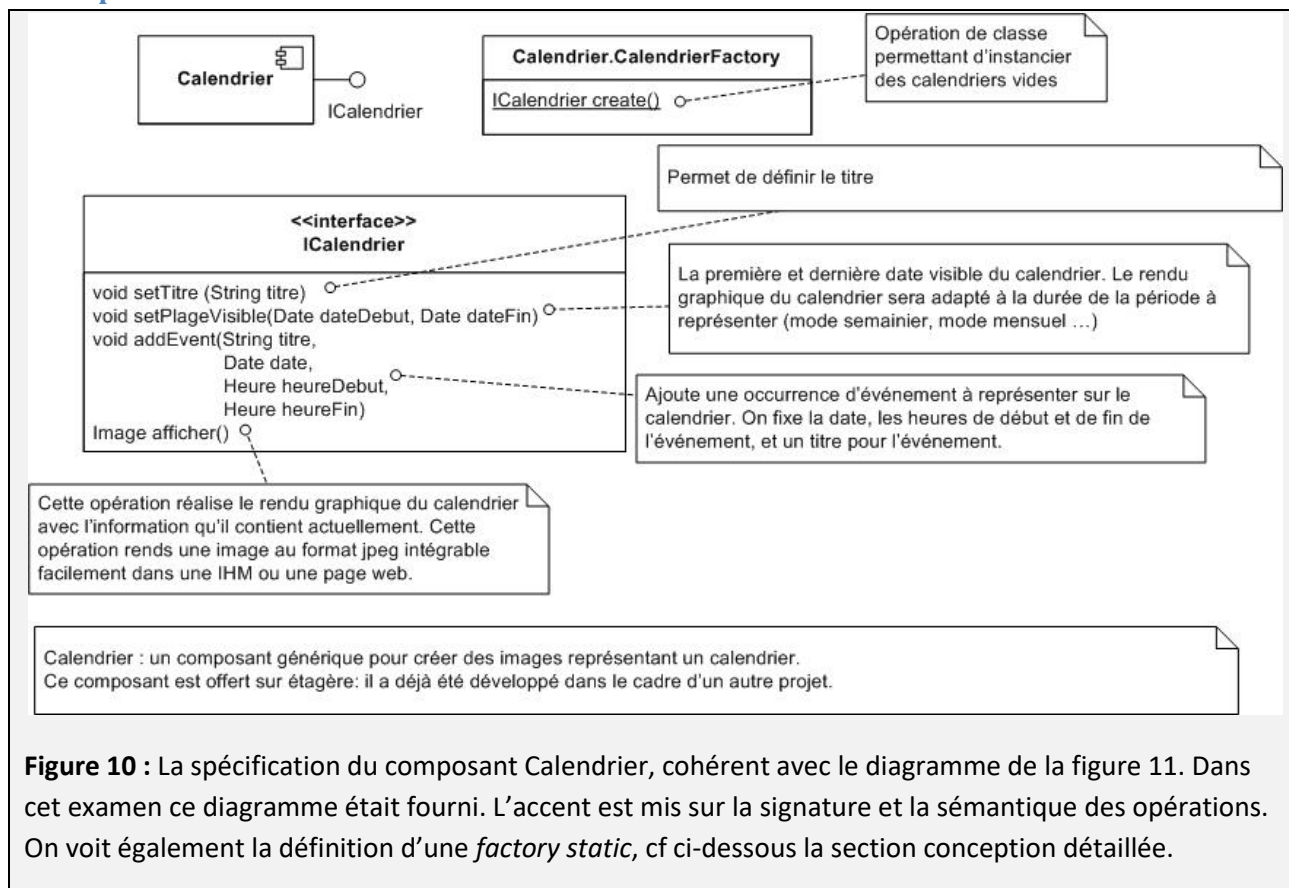 Calendrier
ICalendrier
Calendrier.CalendrierFactory
ICalendrier create()
Opération de classe
permettant d'instancier
des calendriers vides
Permet de définir le titre
<<interface>>
ICalendrier
void setTitre (String titre)
void setPlageVisible(Date dateDebut, Date dateFin)
void addEvent(String titre,
Date date,
Heure heureDebut,
Heure heureFin)
Image afficher()
La première et dernière date visible du calendrier. Le rendu
graphique du calendrier sera adapté à la durée de la période à
représenter (mode semainier, mode mensuel ...)
Ajoute une occurrence d'événement à représenter sur le
calendrier. On fixe la date, les heures de début et de fin de
l'événement, et un titre pour l'événement.
Cette opération réalise le rendu graphique du calendrier
avec l'information qu'il contient actuellement. Cette
opération rends une image au format jpeg intégrable
facilement dans une IHM ou une page web.
Calendrier : un composant générique pour créer des images représentant un calendrier.
Ce composant est offert sur étagère: il a déjà été développé dans le cadre d'un autre projet.
Figure 10 : La spécification du composant Calendrier, cohérent avec le diagramme de la figure 11. Dans
cet examen ce diagramme était fourni. L'accent est mis sur la signature et la sémantique des opérations.
On voit également la définition d'une factory static, cf ci-dessous la section conception détaillée.